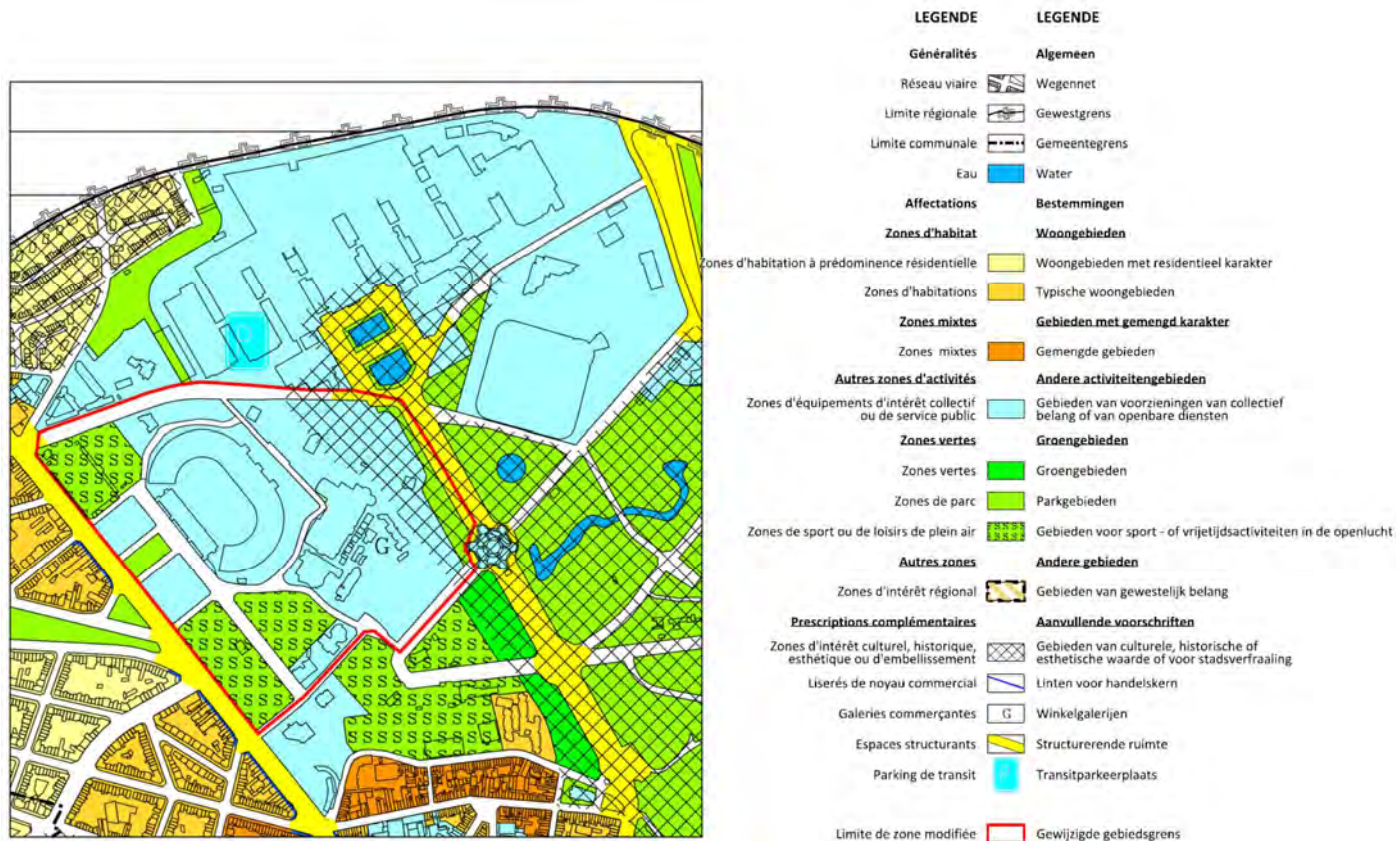 LEGENDE LEGENDE
Généralités Algemeen
Réseau viaire Wegennet
Limite régionale Gewestgrens
Limite communale Gemeentegrens
Eau Water
Affectations Bestemmingen
Zones d'habitat Woongebieden
Zones d'habitation à prédominence résidentielle Woongebieden met residentieel karakter
Zones d'habitations Typische woongebieden
Zones mixtes Gebieden met gemengd karakter
Zones mixtes Gemengde gebieden
Autres zones d'activités Andere activiteitengebieden
Zones d'équipements d'intérêt collectif Gebieden van voorzieningen van collectief
ou de service public belang of van openbare diensten
Zones vertes Groengebieden
Zones vertes Groengebieden
Zones de parc Parkgebieden
Zones de sport ou de loisirs de plein air Gebieden voor sport - of vrijetijdsactiviteiten in de openlucht
Autres zones Andere gebieden
Zones d'intérêt régional Gebieden van gewestelijk belang
Prescriptions complémentaires Aanvullende voorschriften
Zones d'intérêt culturel, historique, Gebieden van culturele, historische of
esthétique ou d'embellissement esthetische waarde of voor stadsverfraaling
Liserés de noyau commercial Linten voor handelskern
Galeries commerçantes G Winkelgalerijen
Espaces structurants Structurerende ruimte
Parking de transit P Transitparkeerplaats
Limite de zone modifiée Gewijzigde gebiedsgrens
P
G